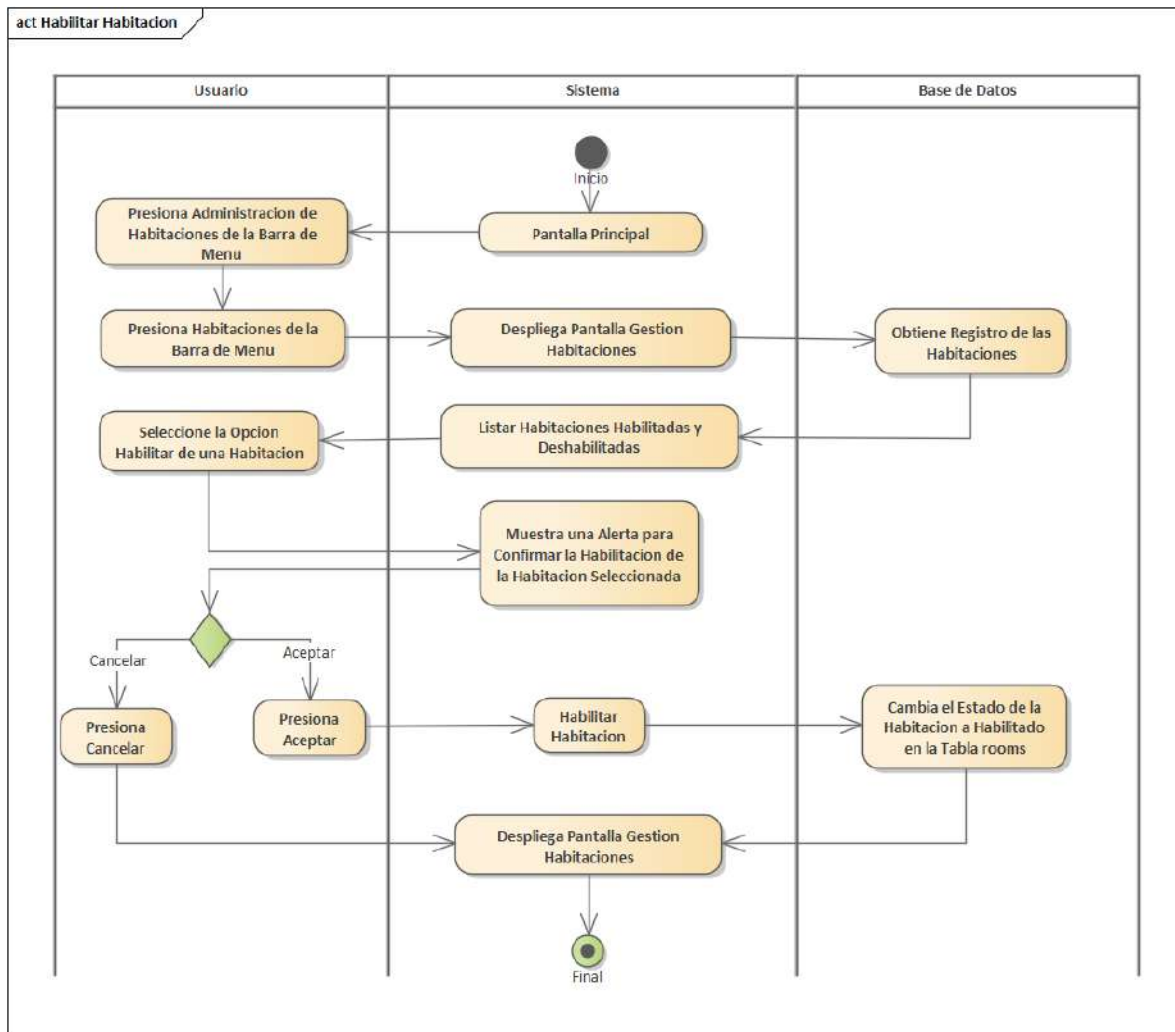 act Habilitar Habitacion
Usuario
Sistema
Base de Datos
Inicio
Presiona Administracion de
Habitaciones de la Barra de
Menu
Pantalla Principal
Presiona Habitaciones de la
Barra de Menu
Despliega Pantalla Gestion
Habitaciones
Obtiene Registro de las
Habitaciones
Seleccione la Opcion
Habilitar de una Habitacion
Listar Habitaciones Habilitadas y
Deshabilitadas
Muestra una Alerta para
Confirmar la Habilitacion de
la Habitacion Seleccionada
Cancelar
Aceptar
Presiona
Cancelar
Presiona
Aceptar
Habilitar
Habitacion
Cambia el Estado de la
Habitacion a Habilitado
en la Tabla rooms
Despliega Pantalla Gestion
Habitaciones
Final